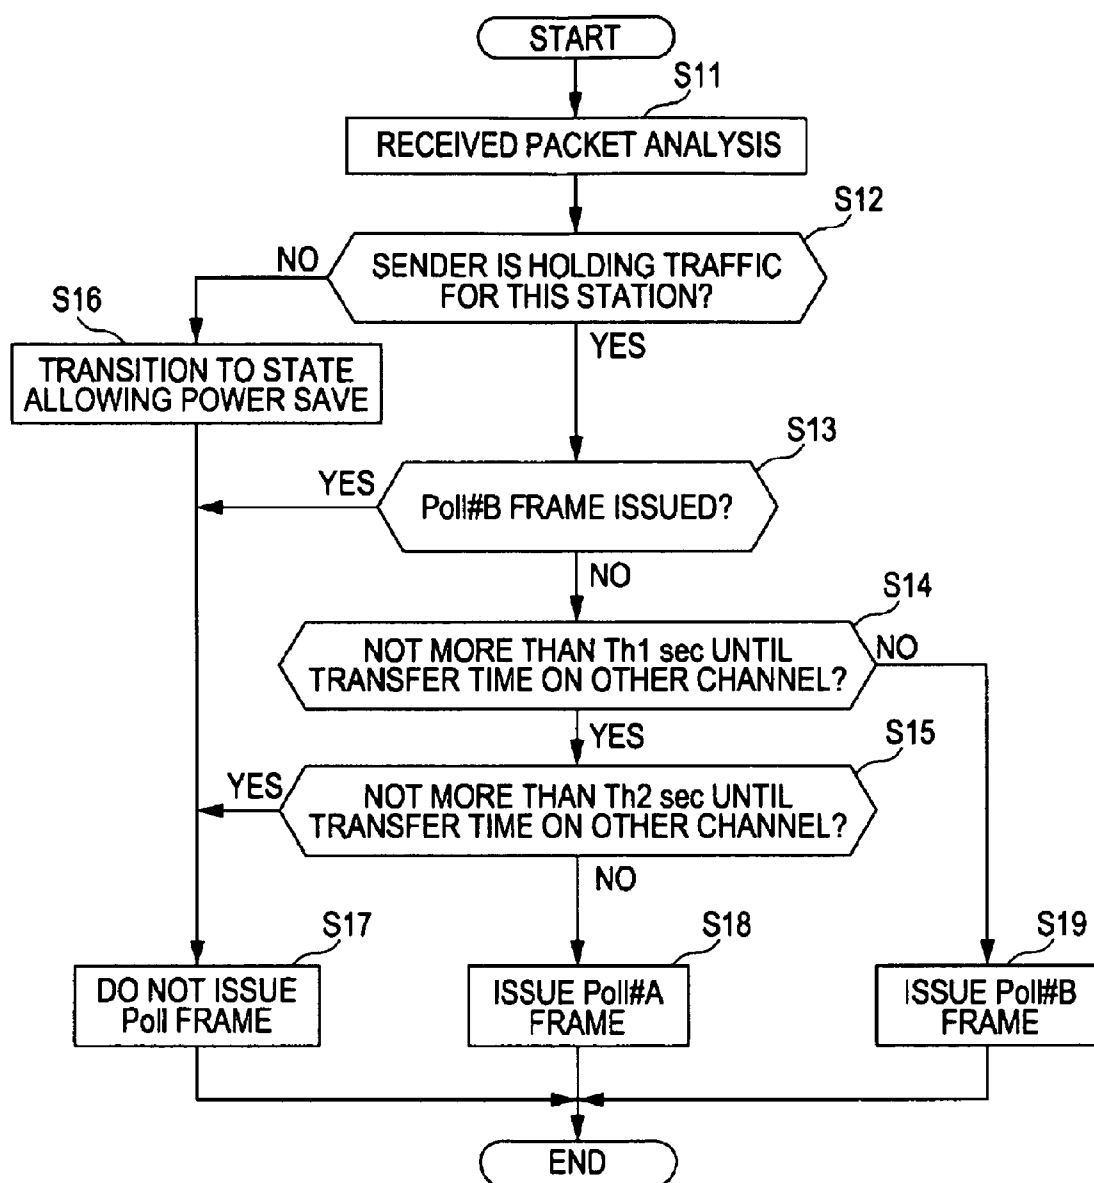 START
S11
RECEIVED PACKET ANALYSIS
S12
NO
SENDER IS HOLDING TRAFFIC
FOR THIS STATION?
S16
YES
TRANSITION TO STATE
ALLOWING POWER SAVE
S13
YES
Poll#B FRAME ISSUED?
NO
S14
NOT MORE THAN Th1 sec UNTIL
TRANSFER TIME ON OTHER CHANNEL?
NO
YES
S15
YES
NOT MORE THAN Th2 sec UNTIL
TRANSFER TIME ON OTHER CHANNEL?
NO
S17
S18
S19
DO NOT ISSUE
Poll FRAME
ISSUE Poll#A
FRAME
ISSUE Poll#B
FRAME
END